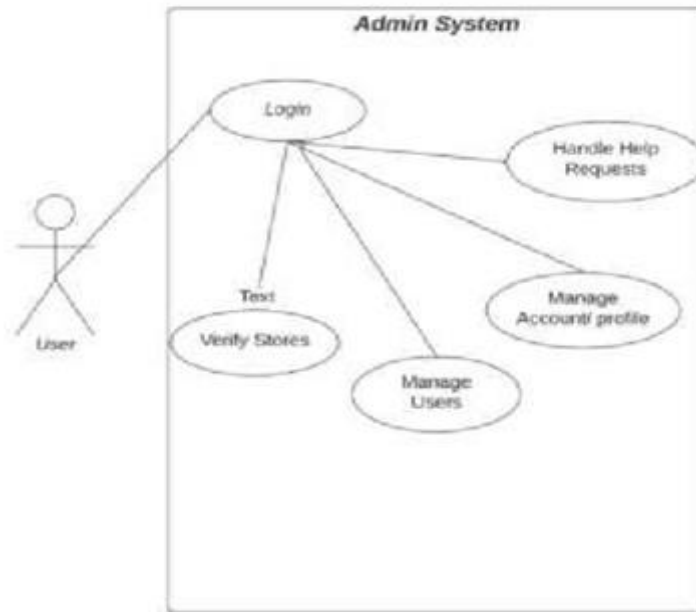 Admin System
Login
Handle Help
Requests
Manage
Account/ profile
Text
Verify Stores
Manage
Users
User